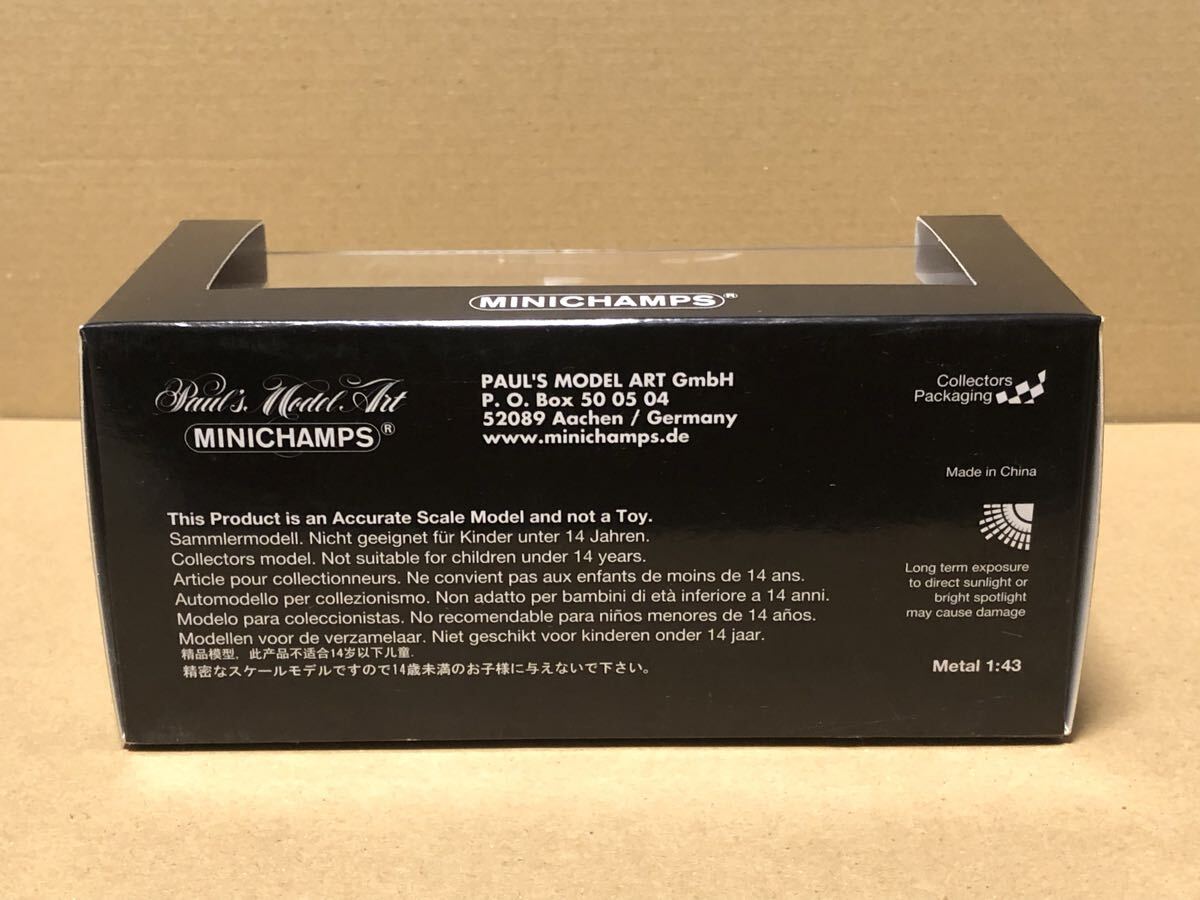 MINICHAMPS®
Paul's Model Art
MINICHAMPS®
PAUL'S MODEL ART GmbH
P. O. Box 50 05 04
52089 Aachen / Germany
www.minichamps.de
Collectors
Packaging
Made in China
This Product is an Accurate Scale Model and not a Toy.
Sammlermodell. Nicht geeignet für Kinder unter 14 Jahren.
Collectors model. Not suitable for children under 14 years.
Article pour collectionneurs. Ne convient pas aux enfants de moins de 14 ans.
Automodello per collezionismo. Non adatto per bambini di età inferiore a 14 anni.
Modelo para coleccionistas. No recomendable para niños menores de 14 años.
Modellen voor de verzamelaar. Niet geschikt voor kinderen onder 14 jaar.
精品模型, 此产品不适合14岁以下儿童.
精密なスケールモデルですので14歳未満のお子様に与えないで下さい。
Long term exposure
to direct sunlight or
bright spotlight
may cause damage
Metal 1:43